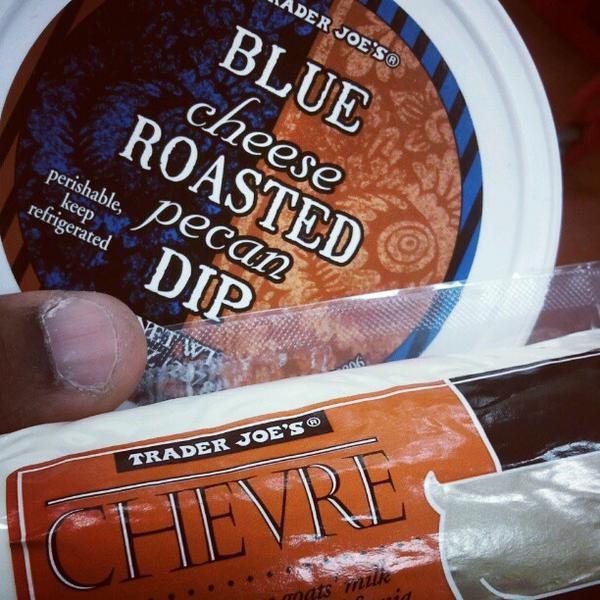 TRADER JOE'S®
BLUE
cheese
ROASTED
pecan
DIP
perishable,
keep
refrigerated
NET WT.
TRADER JOE'S®
CHEVRE
goats' milk